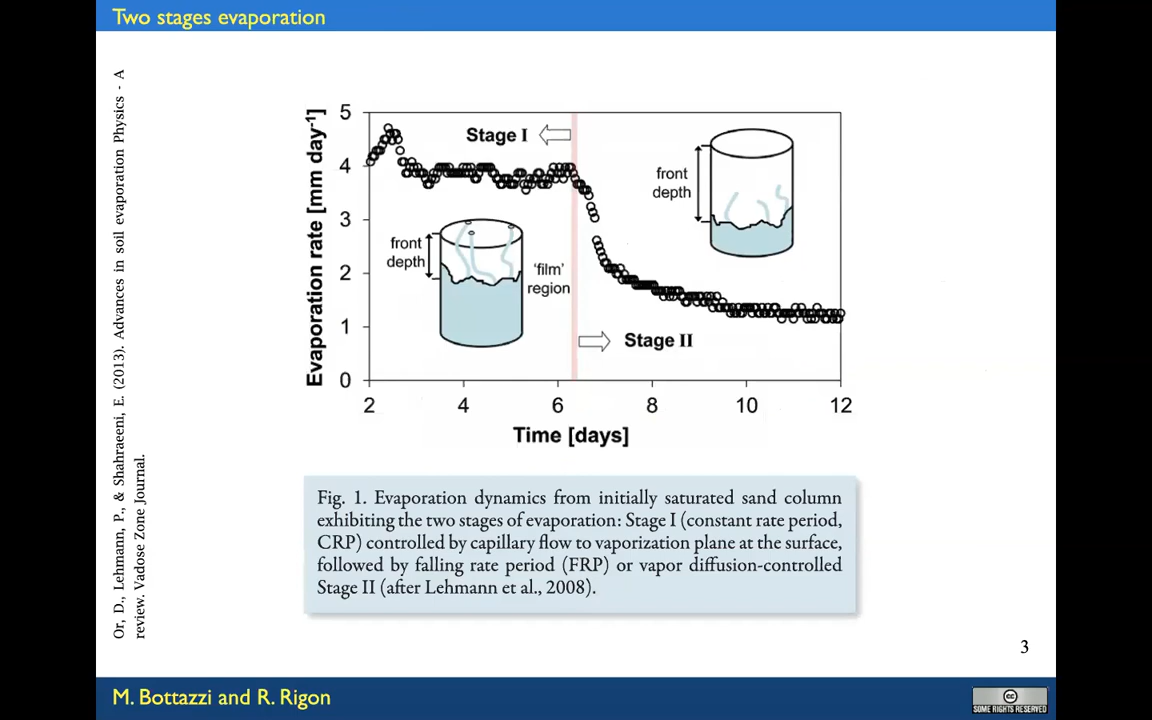 Two stages evaporation
Or, D., Lehmann, P., & Shahraeeni, E. (2013). Advances in soil evaporation Physics - A
review. Vadose Zone Journal.
Evaporation rate [mm day-1]
5
4
3
2
1
0
Stage I
front
depth
'film'
region
front
depth
Stage II
2 4 6 8 10 12
Time [days]
Fig. 1. Evaporation dynamics from initially saturated sand column
exhibiting the two stages of evaporation: Stage I (constant rate period,
CRP) controlled by capillary flow to vaporization plane at the surface,
followed by falling rate period (FRP) or vapor diffusion-controlled
Stage II (after Lehmann et al., 2008).
3
M. Bottazzi and R. Rigon
cc
SOME RIGHTS RESERVED